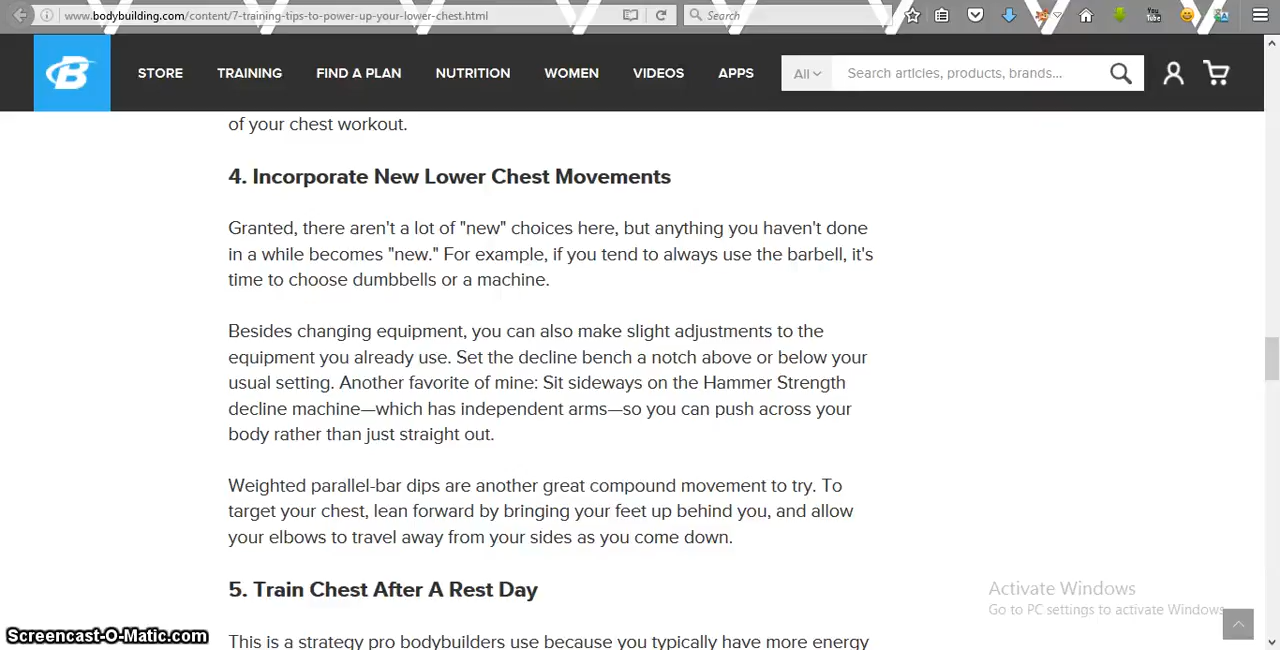 www.bodybuilding.com/content/7-training-tips-to-power-up-your-lower-chest.html
Search
You Tube
B
STORE
TRAINING
FIND A PLAN
NUTRITION
WOMEN
VIDEOS
APPS
All
Search articles, products, brands...
of your chest workout.
4. Incorporate New Lower Chest Movements
Granted, there aren't a lot of "new" choices here, but anything you haven't done
in a while becomes "new." For example, if you tend to always use the barbell, it's
time to choose dumbbells or a machine.
Besides changing equipment, you can also make slight adjustments to the
equipment you already use. Set the decline bench a notch above or below your
usual setting. Another favorite of mine: Sit sideways on the Hammer Strength
decline machine—which has independent arms—so you can push across your
body rather than just straight out.
Weighted parallel-bar dips are another great compound movement to try. To
target your chest, lean forward by bringing your feet up behind you, and allow
your elbows to travel away from your sides as you come down.
5. Train Chest After A Rest Day
This is a strategy pro bodybuilders use because you typically have more energy
Activate Windows
Go to PC settings to activate Windows.
Screencast-O-Matic.com